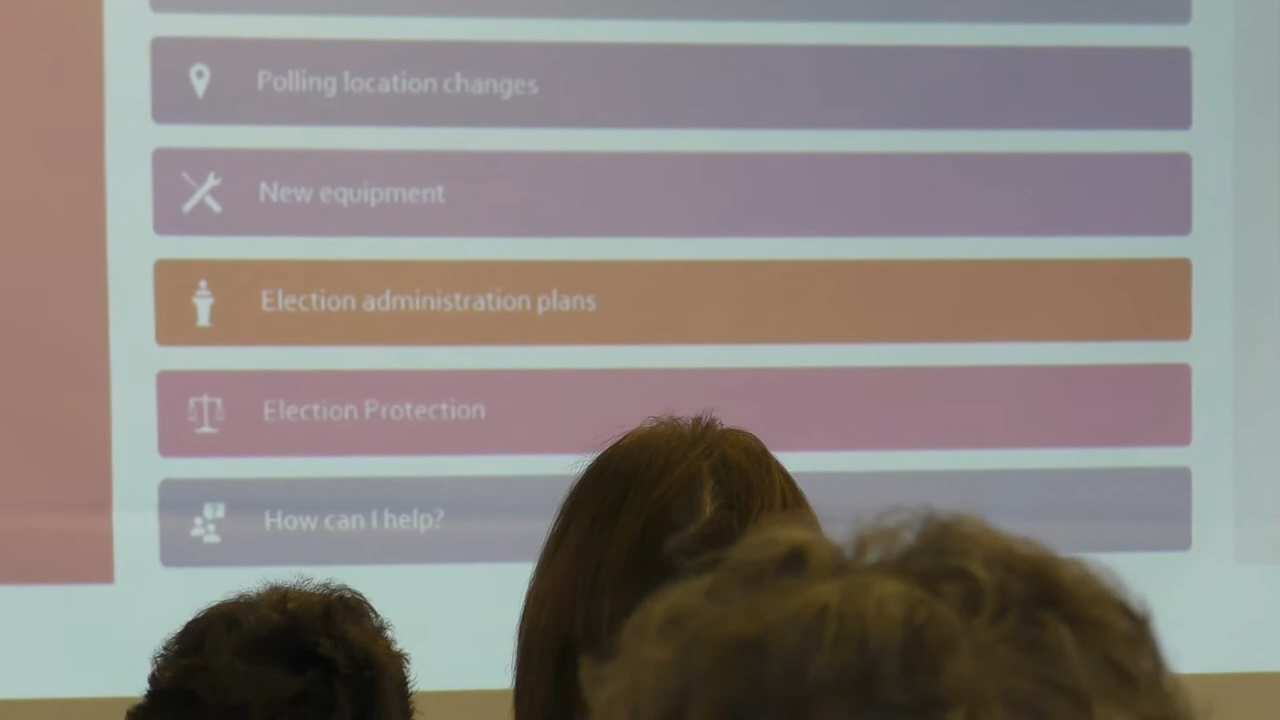 Polling location changes
New equipment
Election administration plans
Election Protection
How can I help?